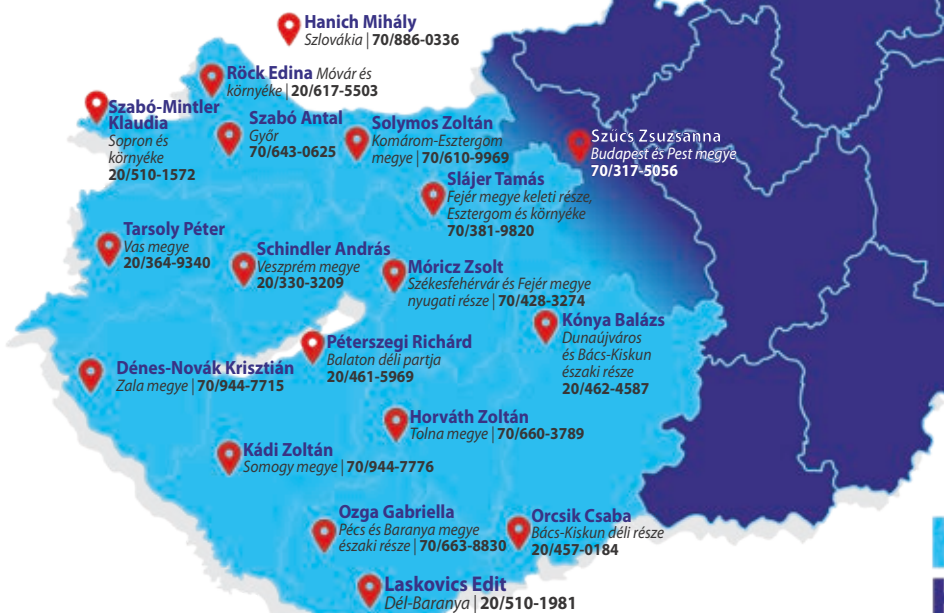 Hanich Mihály
Szlovákia | 70/886-0336
Röck Edina Móvár és
környéke | 20/617-5503
Szabó-Mintler
Klaudia
Sopron és
környéke
20/510-1572
Szabó Antal
Győr
70/643-0625
Solymos Zoltán
Komárom-Esztergom
megye | 70/610-9969
Szücs Zsuzsanna
Budapest és Pest megye
70/317-5056
Slájer Tamás
Fejér megye keleti része,
Esztergom és környéke
70/381-9820
Tarsoly Péter
Vas megye
20/364-9340
Schindler András
Veszprém megye
20/330-3209
Móricz Zsolt
Székesfehérvár és Fejér megye
nyugati része | 70/428-3274
Kónya Balázs
Dunaújváros
és Bács-Kiskun
északi része
20/462-4587
Péterszegi Richárd
Balaton déli partja
20/461-5969
Dénes-Novák Krisztián
Zala megye | 70/944-7715
Horváth Zoltán
Tolna megye | 70/660-3789
Kádi Zoltán
Somogy megye | 70/944-7776
Ozga Gabriella
Pécs és Baranya megye
északi része | 70/663-8830
Orcsik Csaba
Bács-Kiskun déli része
20/457-0184
Laskovics Edit
Dél-Baranya | 20/510-1981